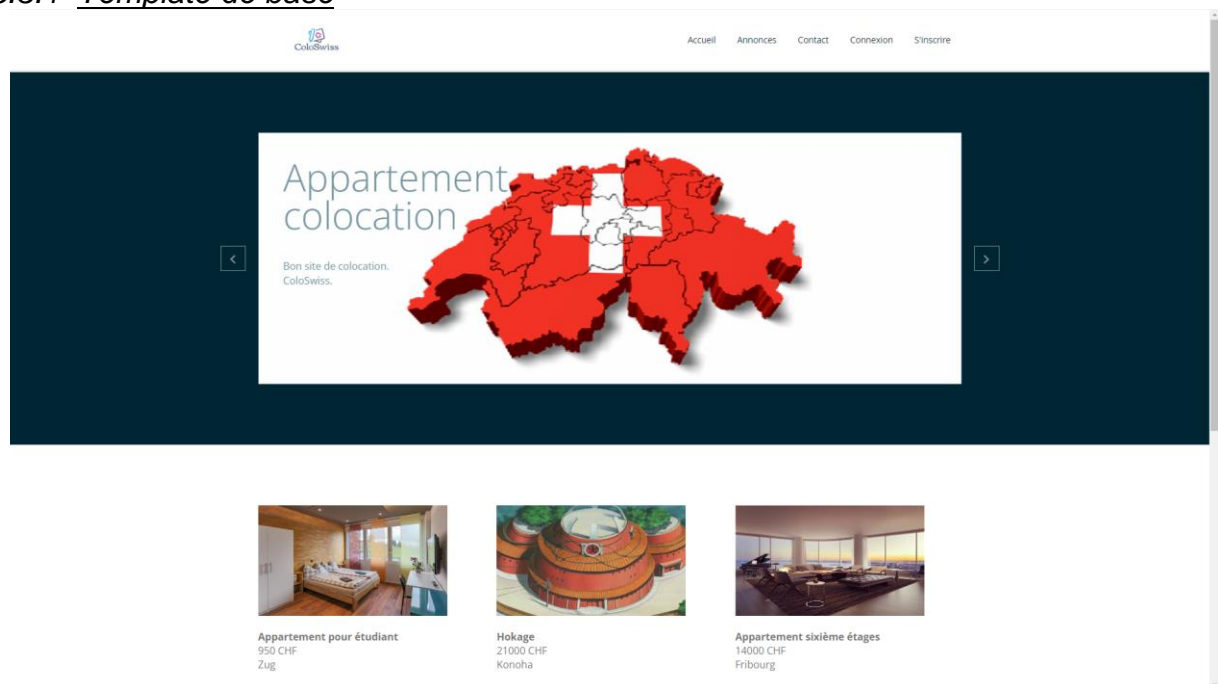 Template de base
ColoSwiss
Accueil Annonces Contact Connexion S'inscrire
Appartement
colocation
Bon site de colocation.
ColoSwiss.
Appartement pour étudiant
950 CHF
Zug
Hokage
21000 CHF
Konoha
Appartement sixième étages
14000 CHF
Fribourg